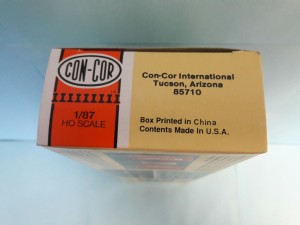 CON-COR
1/87
HO SCALE
Con-Cor International
Tucson, Arizona
85710
Box Printed in China
Contents Made In U.S.A.